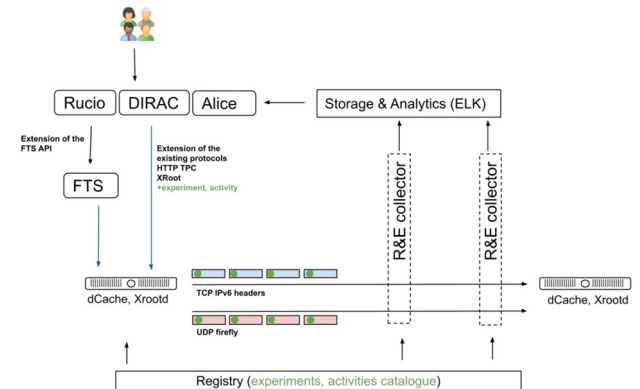 Rucio
DIRAC
Alice
Storage & Analytics (ELK)
Extension of the
FTS API
Extension of the
existing protocols
HTTP TPC
XRoot
+experiment, activity
FTS
R&E collector
R&E collector
dCache, Xrootd
TCP IPv6 headers
UDP firefly
dCache, Xrootd
Registry (experiments, activities catalogue)